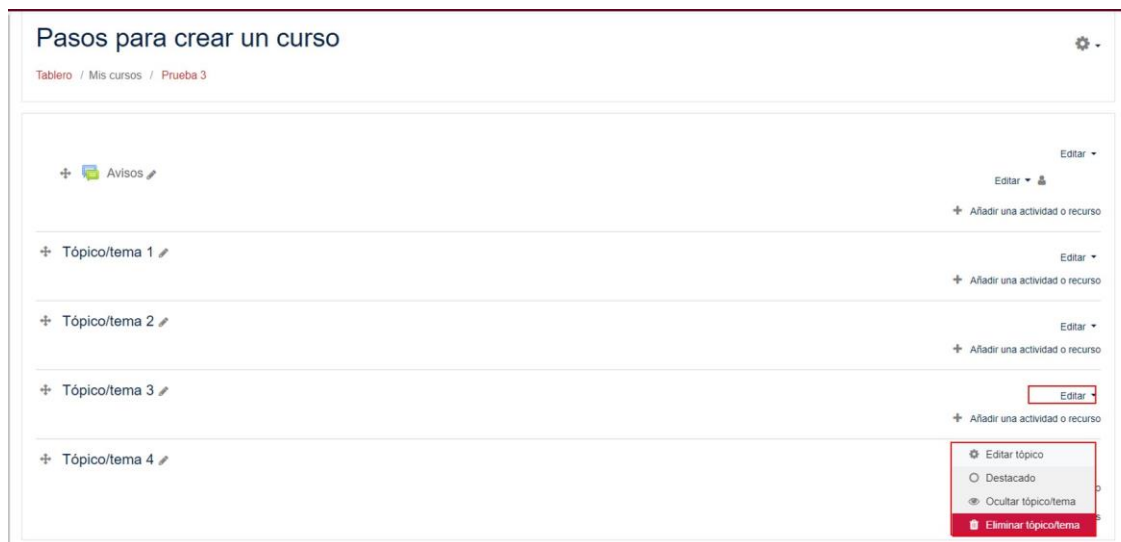 Pasos para crear un curso
Tablero / Mis cursos / Prueba 3
Editar
Avisos
Editar
+ Añadir una actividad o recurso
Tópico/tema 1
Editar
+ Añadir una actividad o recurso
Tópico/tema 2
Editar
+ Añadir una actividad o recurso
Tópico/tema 3
Editar
+ Añadir una actividad o recurso
Tópico/tema 4
Editar tópico
Destacado
Ocultar tópico/tema
Eliminar tópico/tema